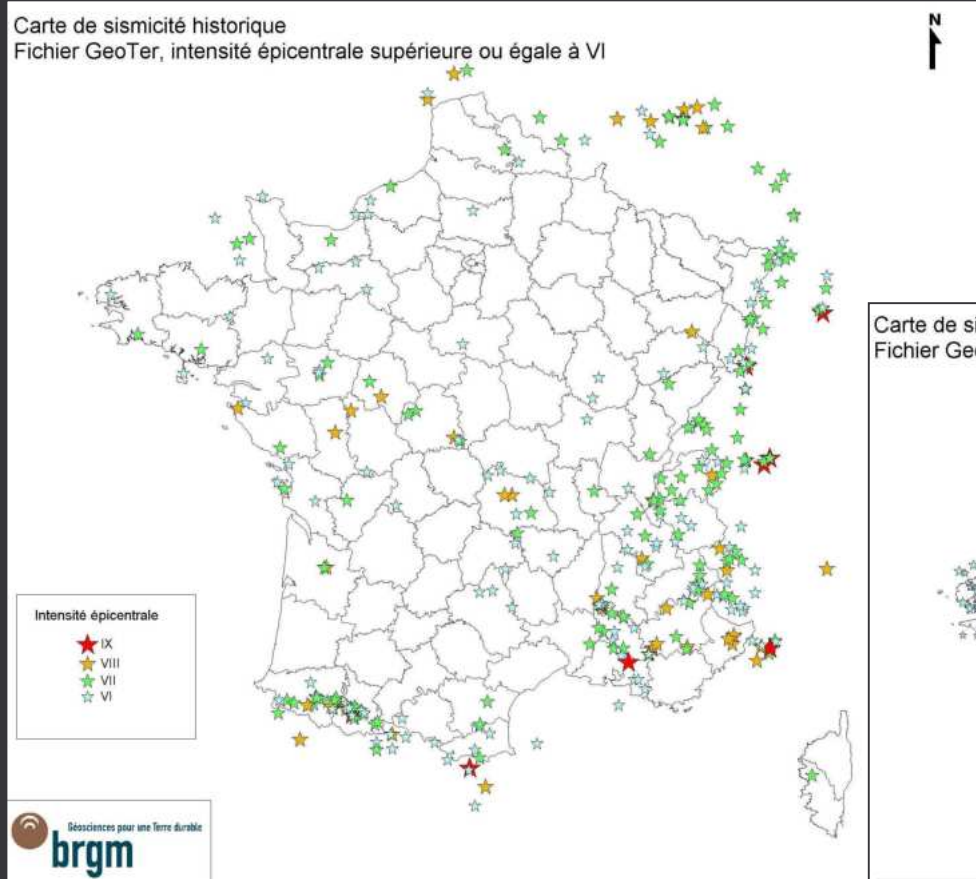 Carte de sismicité historique
Fichier GeoTer, intensité épicentrale supérieure ou égale à VI
N
Carte de si
Fichier Geo
Intensité épicentrale
IX
VIII
VII
VI
Géosciences pour une Terre durable
brgm